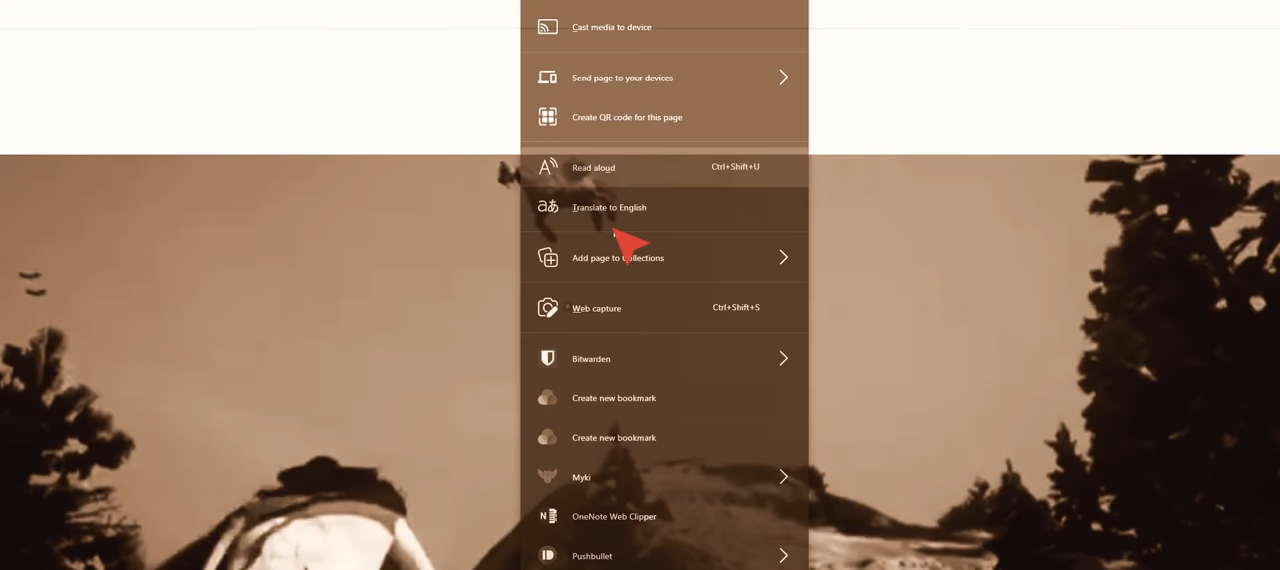 Cast media to device
Send page to your devices
Create QR code for this page
Read aloud Ctrl+Shift+U
Translate to English
Add page to Collections
Web capture Ctrl+Shift+S
Bitwarden
Create new bookmark
Create new bookmark
Myki
OneNote Web Clipper
Pushbullet